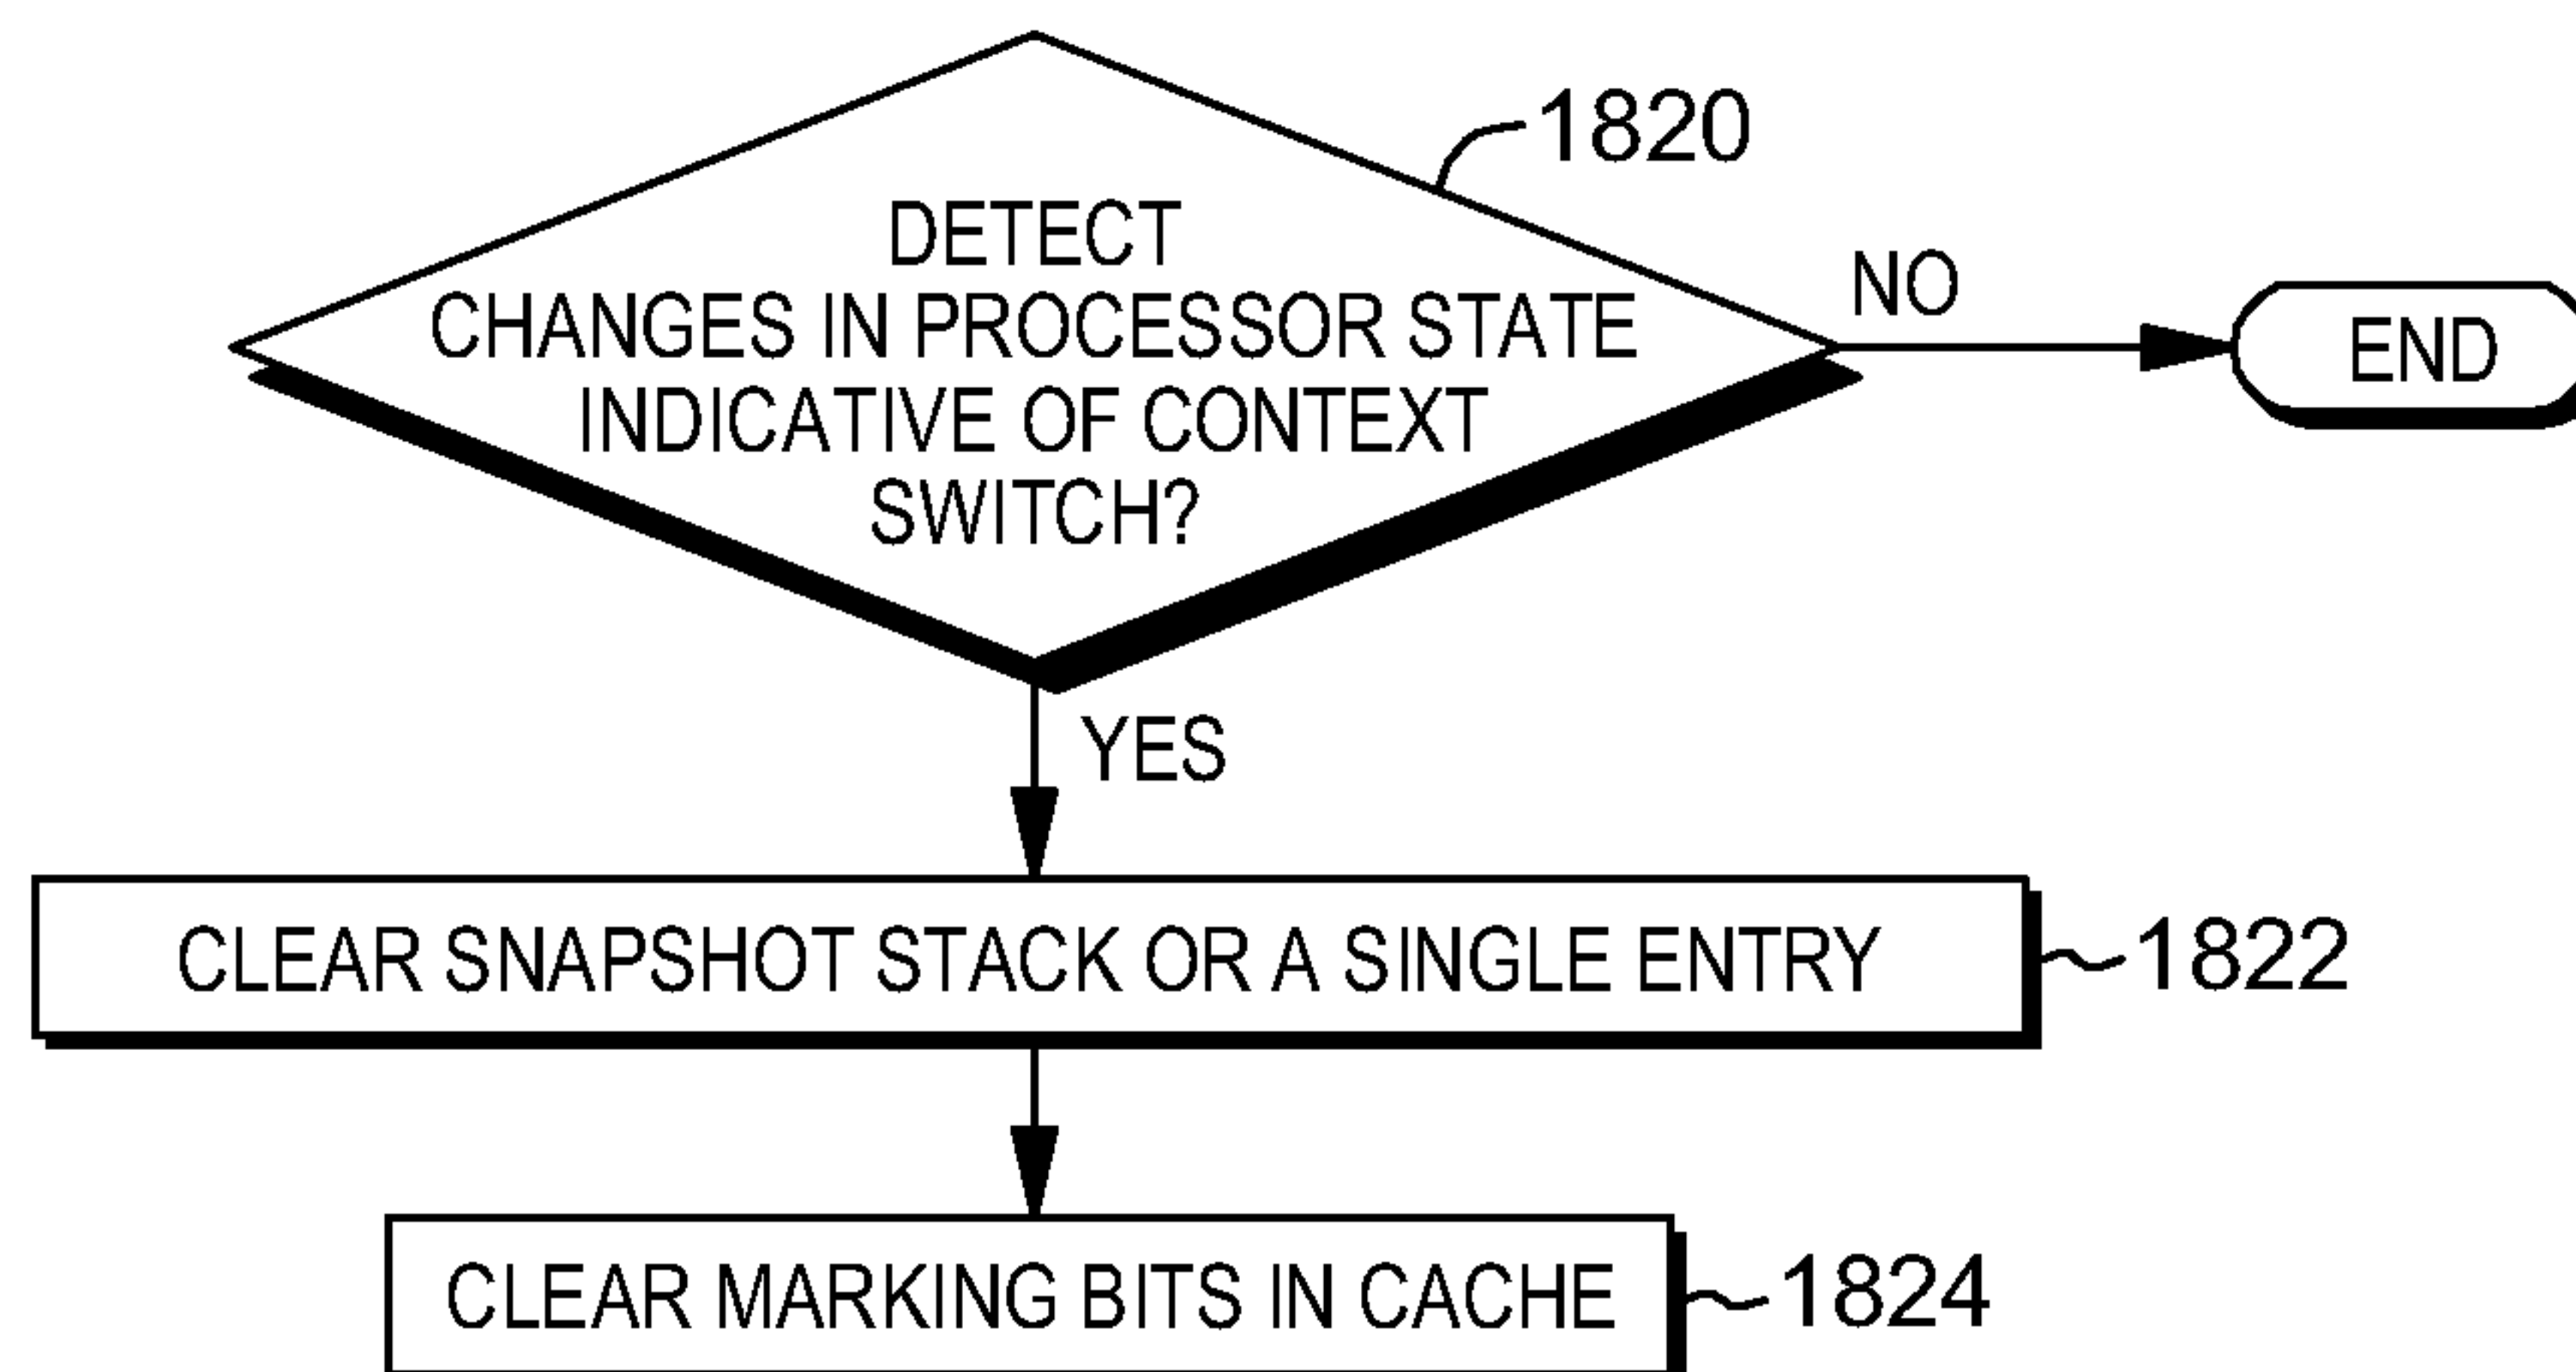 1820
DETECT
CHANGES IN PROCESSOR STATE
INDICATIVE OF CONTEXT
SWITCH?
NO
END
YES
CLEAR SNAPSHOT STACK OR A SINGLE ENTRY
1822
CLEAR MARKING BITS IN CACHE
1824